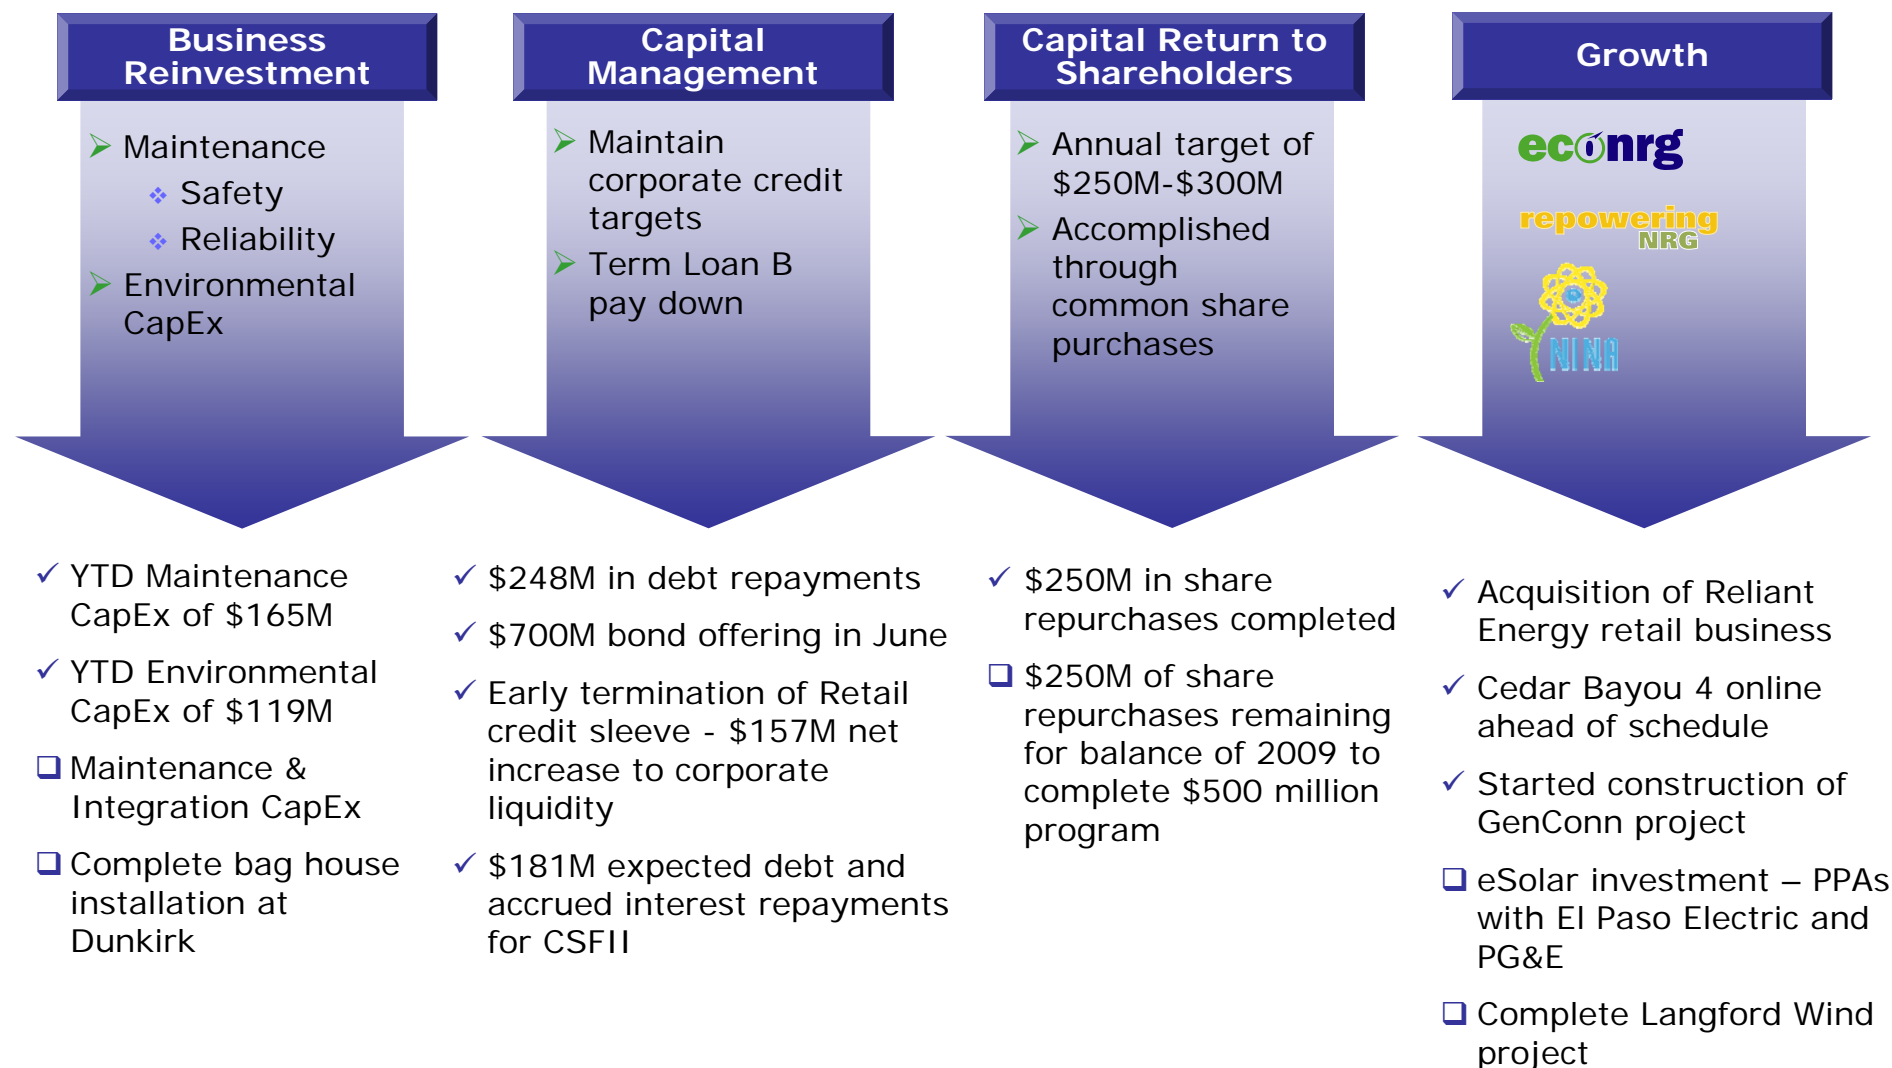 Business
Reinvestment
Maintenance
Safety
Reliability
Environmental
CapEx
YTD Maintenance
CapEx of $165M
YTD Environmental
CapEx of $119M
Maintenance &
Integration CapEx
Complete bag house
installation at
Dunkirk
Capital
Management
Maintain
corporate credit
targets
Term Loan B
pay down
$248M in debt repayments
$700M bond offering in June
Early termination of Retail
credit sleeve - $157M net
increase to corporate
liquidity
$181M expected debt and
accrued interest repayments
for CSFII
Capital Return to
Shareholders
Annual target of
$250M-$300M
Accomplished
through
common share
purchases
$250M in share
repurchases completed
$250M of share
repurchases remaining
for balance of 2009 to
complete $500 million
program
Growth
econrg
repowering
NRG
NINA
Acquisition of Reliant
Energy retail business
Cedar Bayou 4 online
ahead of schedule
Started construction of
GenConn project
eSolar investment – PPAs
with El Paso Electric and
PG&E
Complete Langford Wind
project